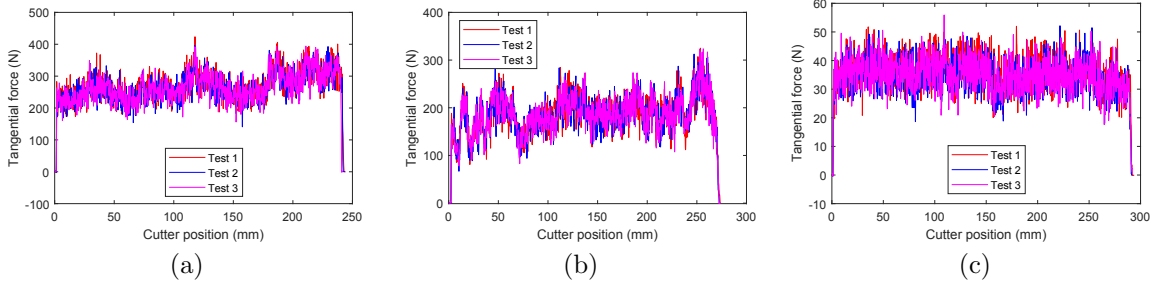 500
400
300
200
100
0
-100
Tangential force (N)
Test 1
Test 2
Test 3
0 50 100 150 200 250
Cutter position (mm)
(a)
400
300
200
100
0
Tangential force (N)
Test 1
Test 2
Test 3
0 50 100 150 200 250 300
Cutter position (mm)
(b)
60
50
40
30
20
10
0
-10
Tangential force (N)
Test 1
Test 2
Test 3
0 50 100 150 200 250 300
Cutter position (mm)
(c)